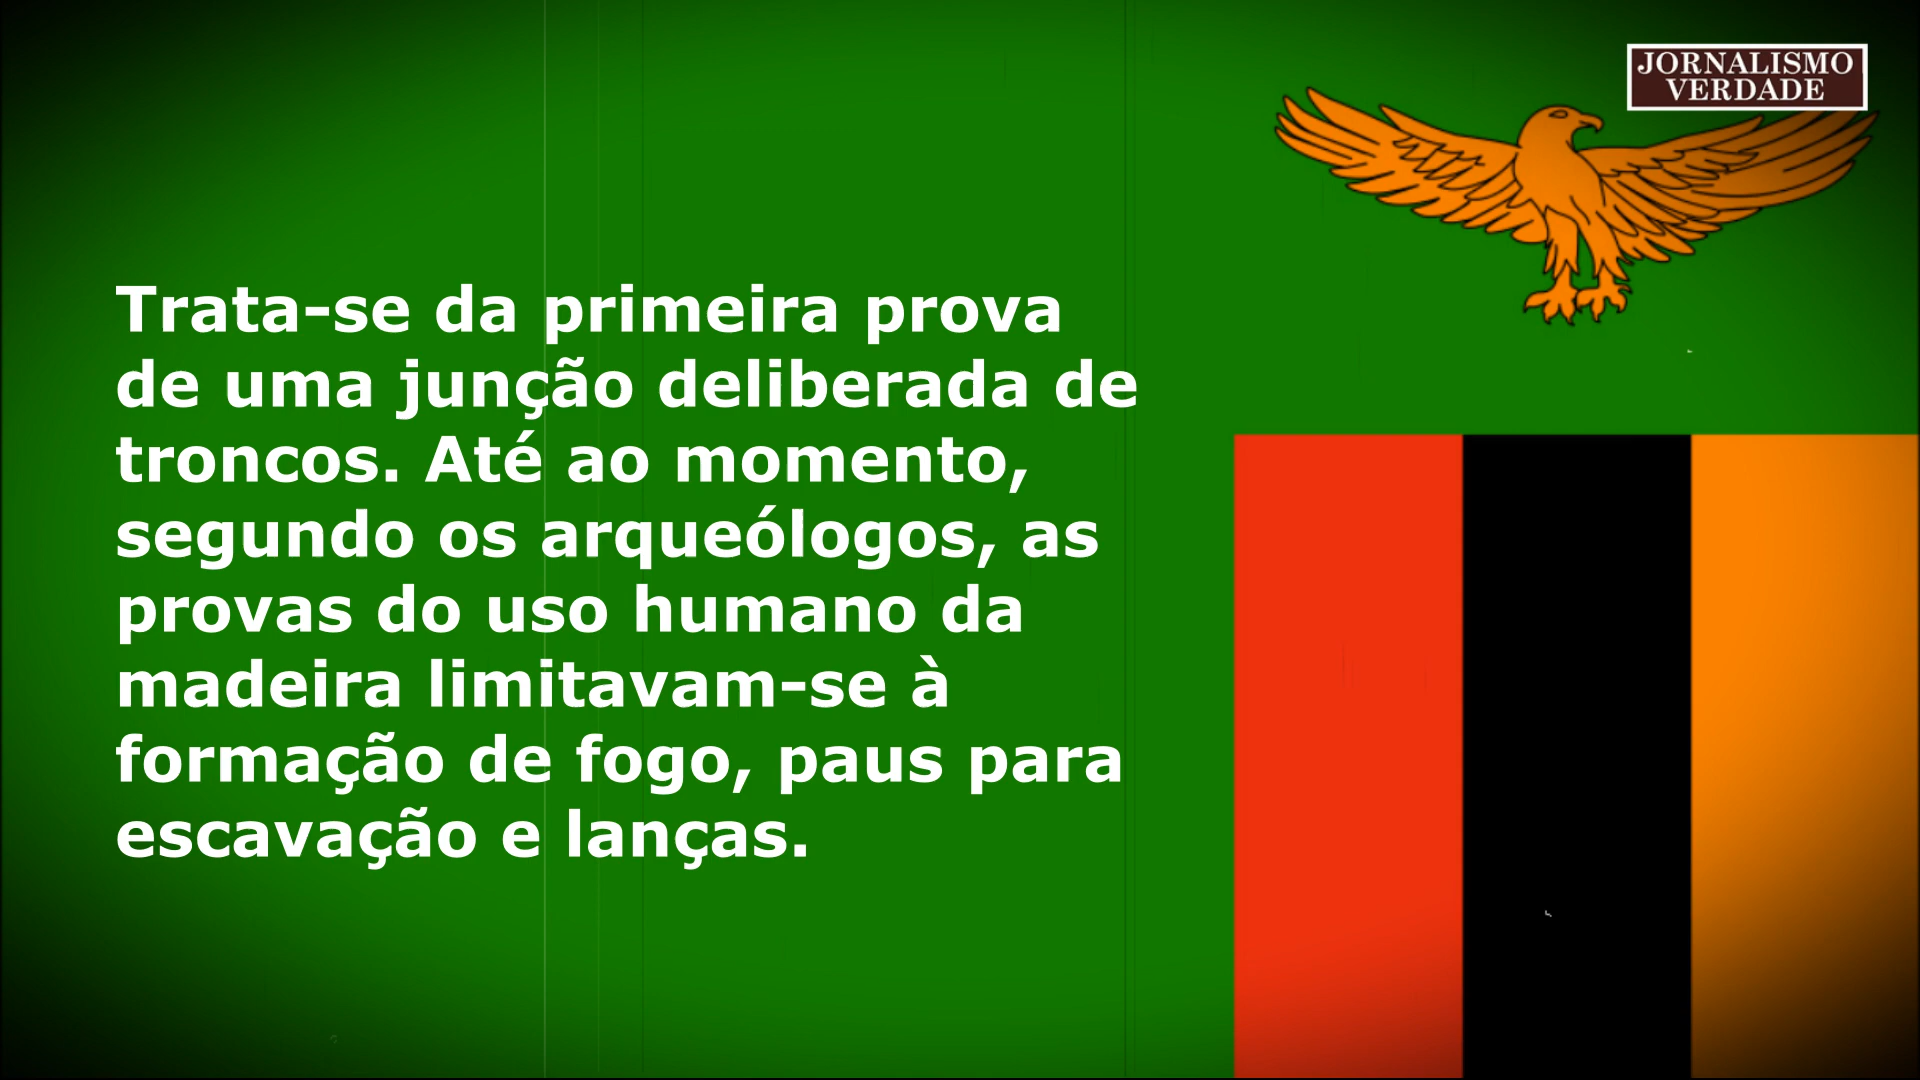 JORNALISMO
VERDADE
Trata-se da primeira prova
de uma junção deliberada de
troncos. Até ao momento,
segundo os arqueólogos, as
provas do uso humano da
madeira limitavam-se à
formação de fogo, paus para
escavação e lanças.